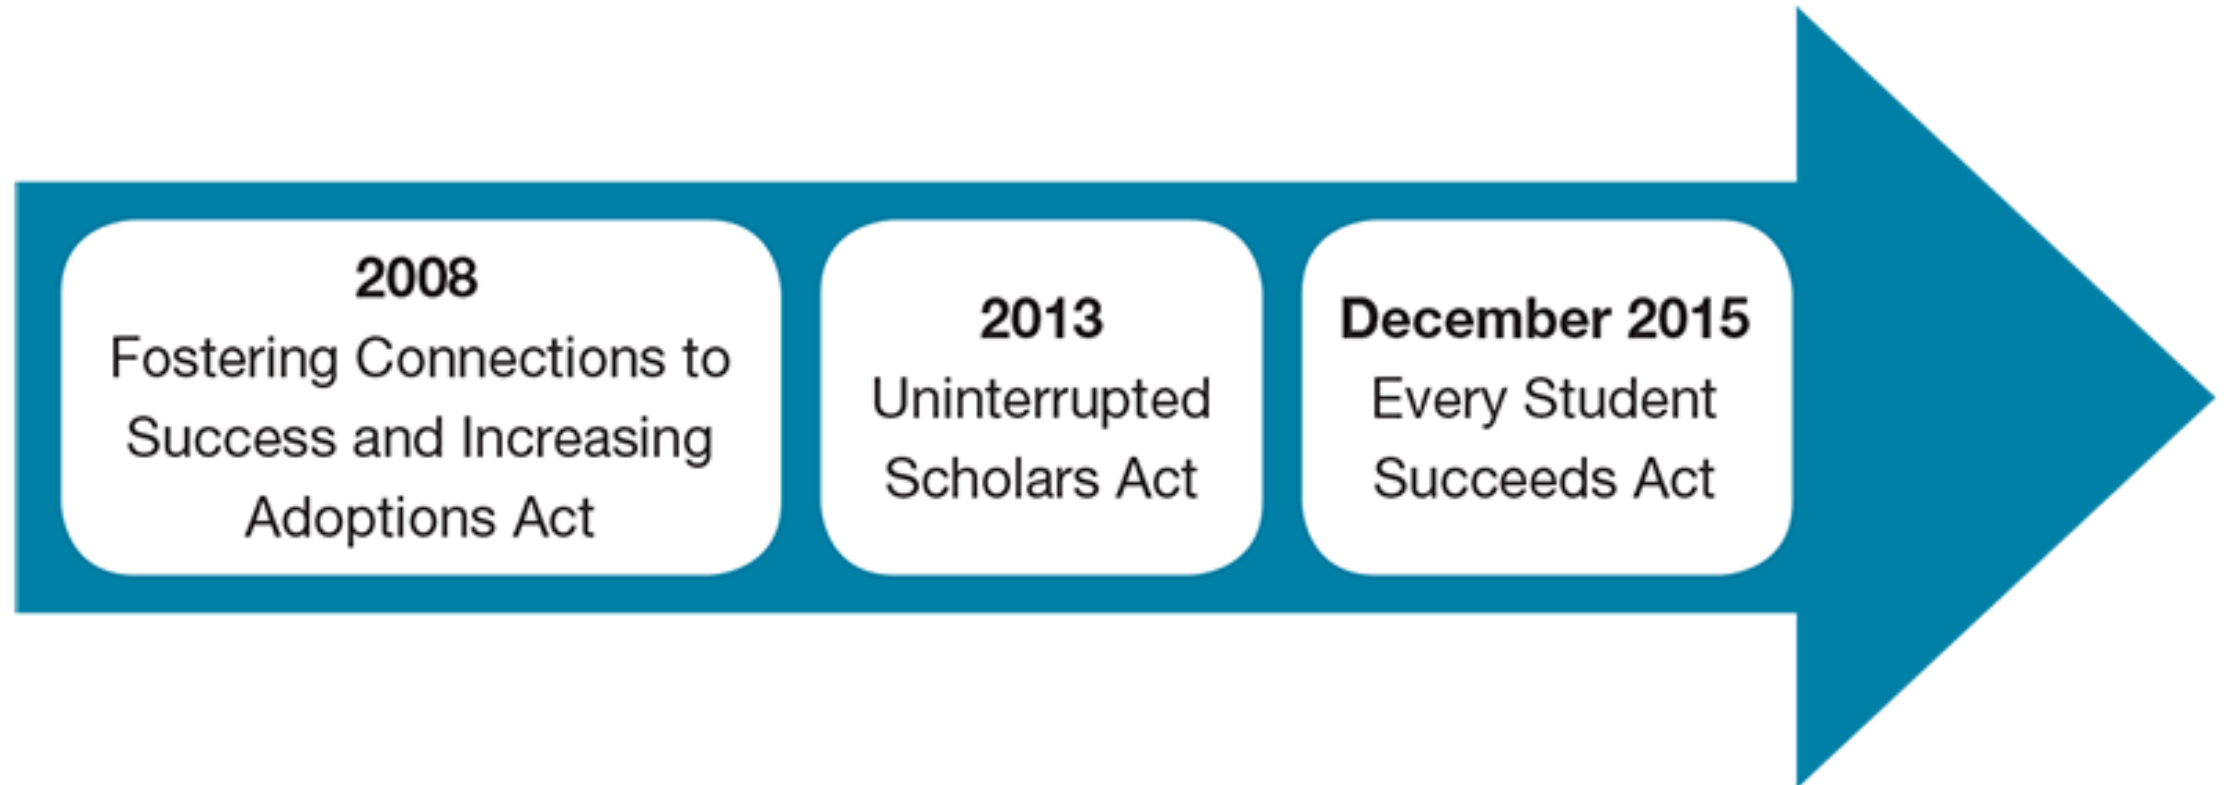 2008
Fostering Connections to
Success and Increasing
Adoptions Act
2013
Uninterrupted
Scholars Act
December 2015
Every Student
Succeeds Act